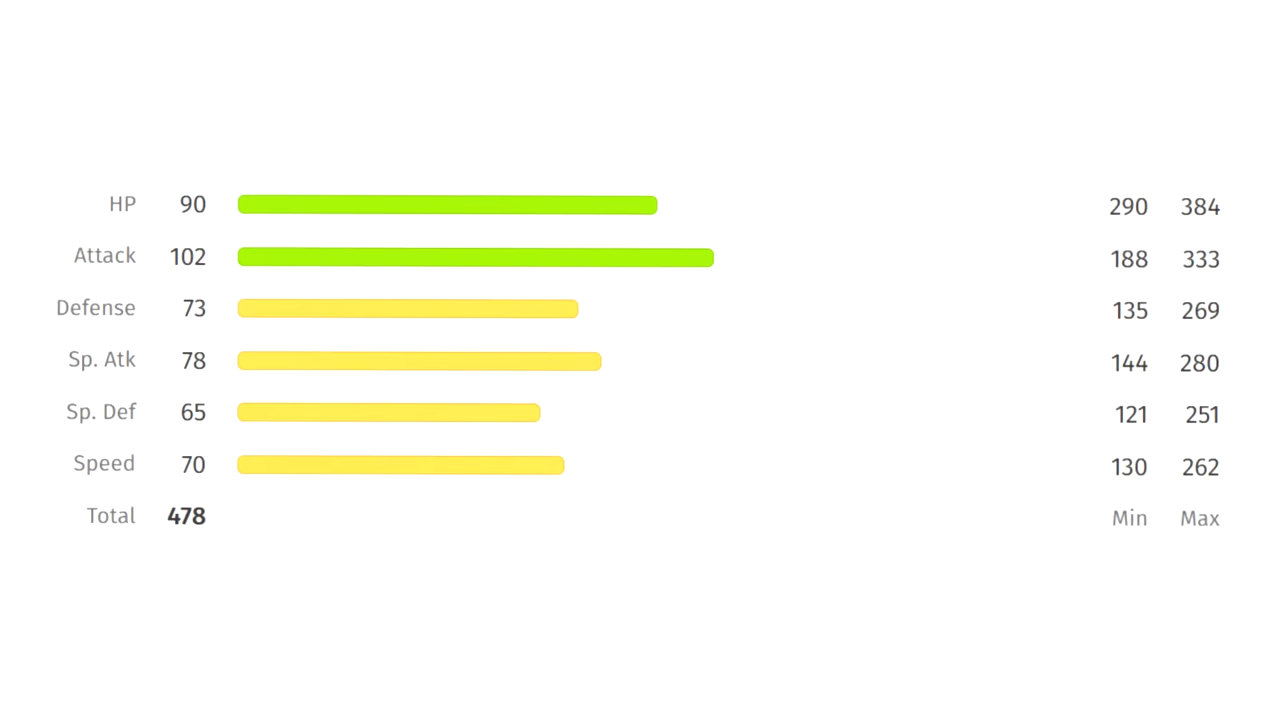 HP 90 290 384
Attack 102 188 333
Defense 73 135 269
Sp. Atk 78 144 280
Sp. Def 65 121 251
Speed 70 130 262
Total 478 Min Max